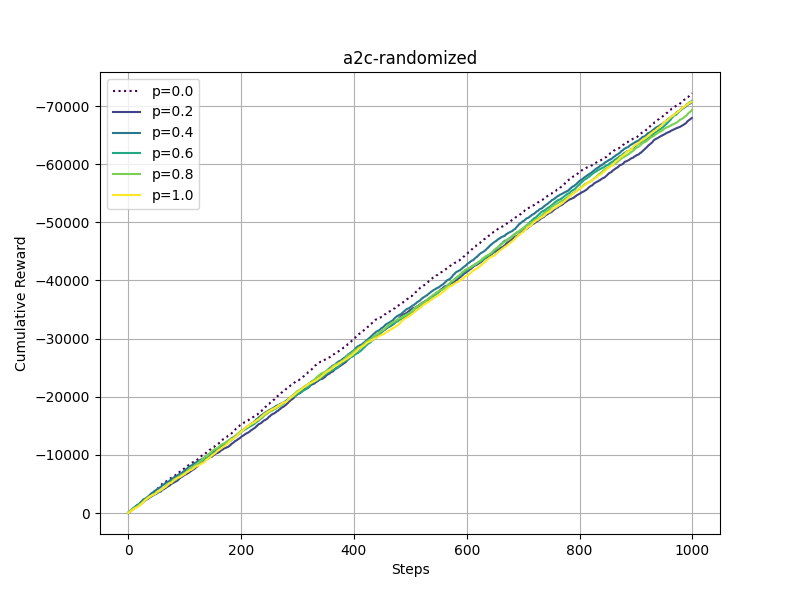 a2c-randomized
p=0.0
p=0.2
p=0.4
p=0.6
p=0.8
p=1.0
Cumulative Reward
−70000
−60000
−50000
−40000
−30000
−20000
−10000
0
0 200 400 600 800 1000
Steps